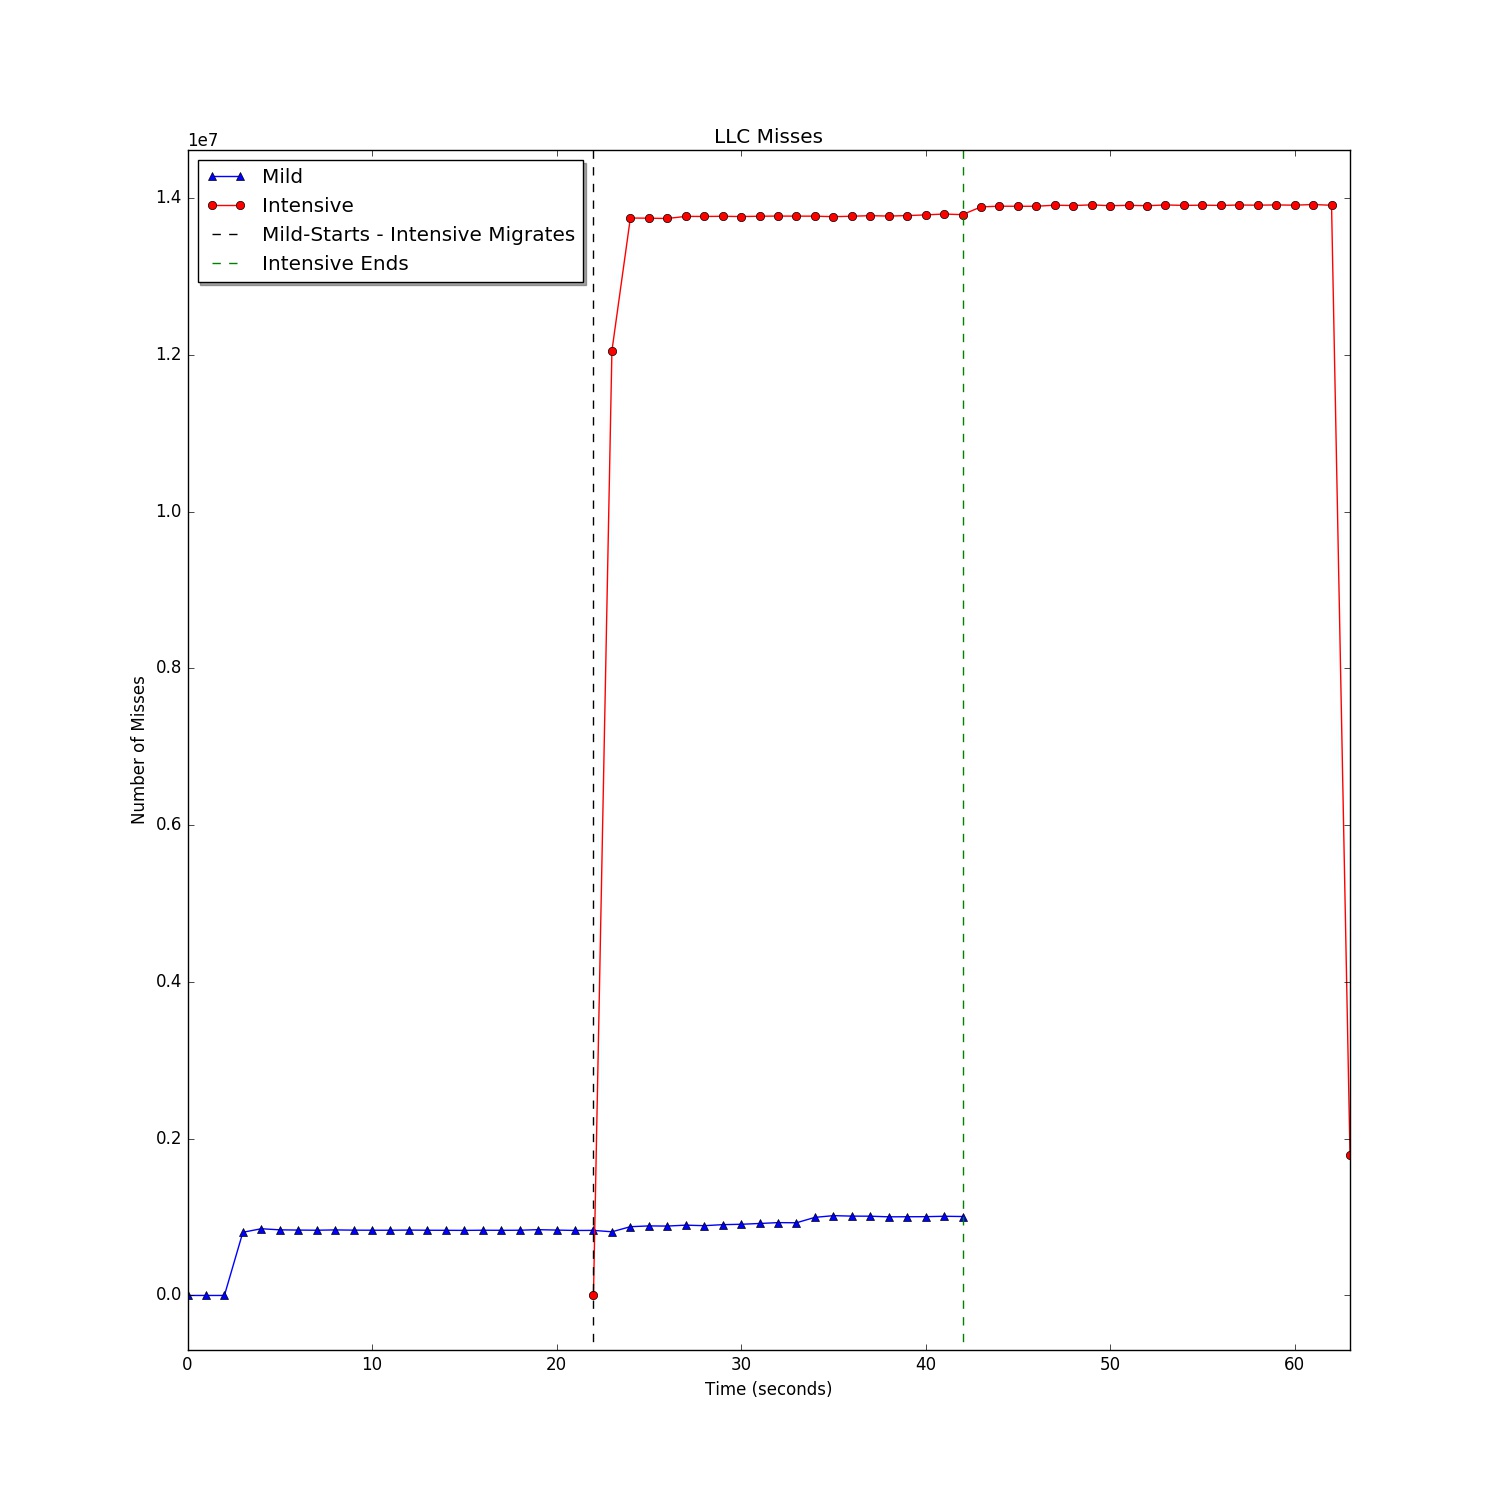 LLC Misses
1e7
Mild
Intensive
Mild-Starts - Intensive Migrates
Intensive Ends
1.4
1.2
1.0
0.8
0.6
0.4
0.2
0.0
Number of Misses
0 10 20 30 40 50 60
Time (seconds)